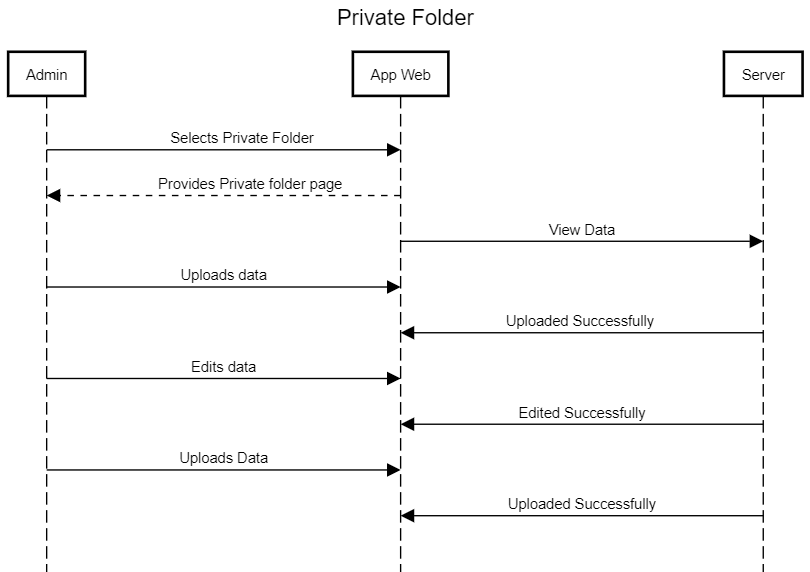 Private Folder
Admin
App Web
Server
Selects Private Folder
Provides Private folder page
View Data
Uploads data
Uploaded Successfully
Edits data
Edited Successfully
Uploads Data
Uploaded Successfully